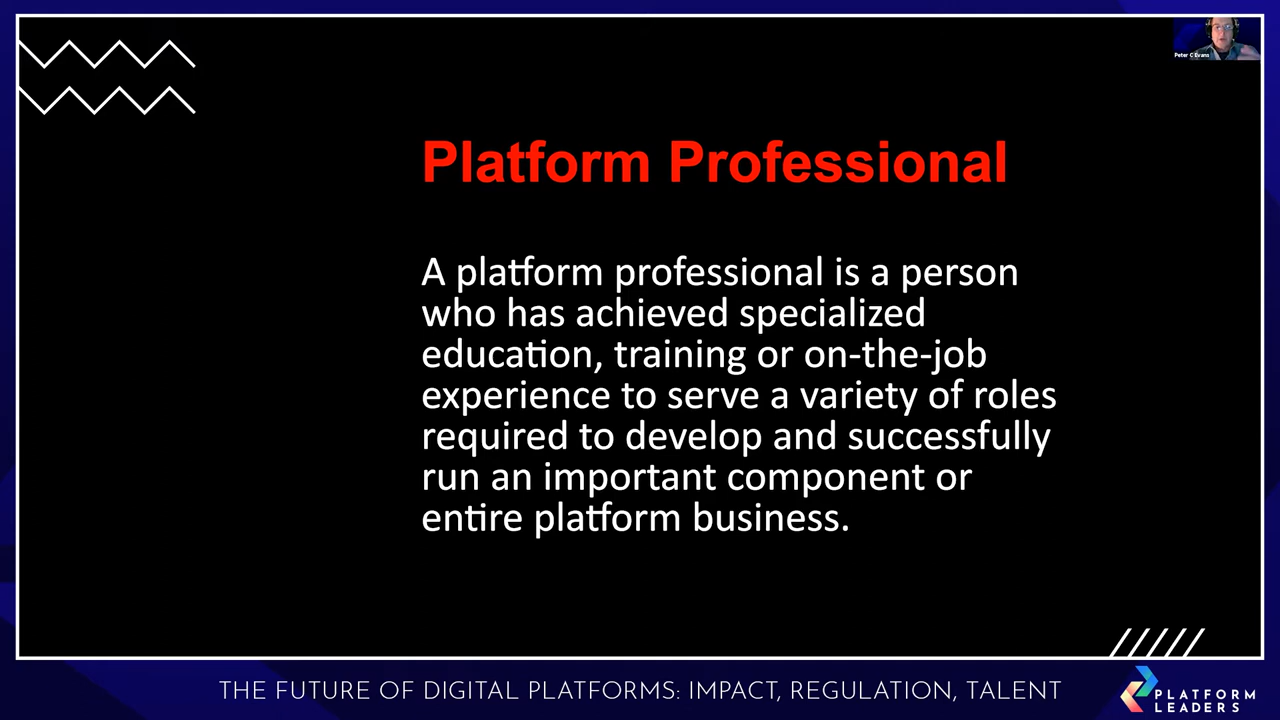 Peter C Evans
Platform Professional
A platform professional is a person
who has achieved specialized
education, training or on-the-job
experience to serve a variety of roles
required to develop and successfully
run an important component or
entire platform business.
THE FUTURE OF DIGITAL PLATFORMS: IMPACT, REGULATION, TALENT
PLATFORM
LEADERS